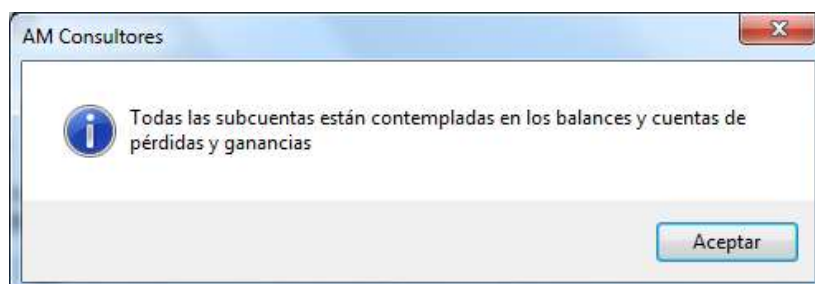 AM Consultores
Todas las subcuentas están contempladas en los balances y cuentas de
pérdidas y ganancias
Aceptar